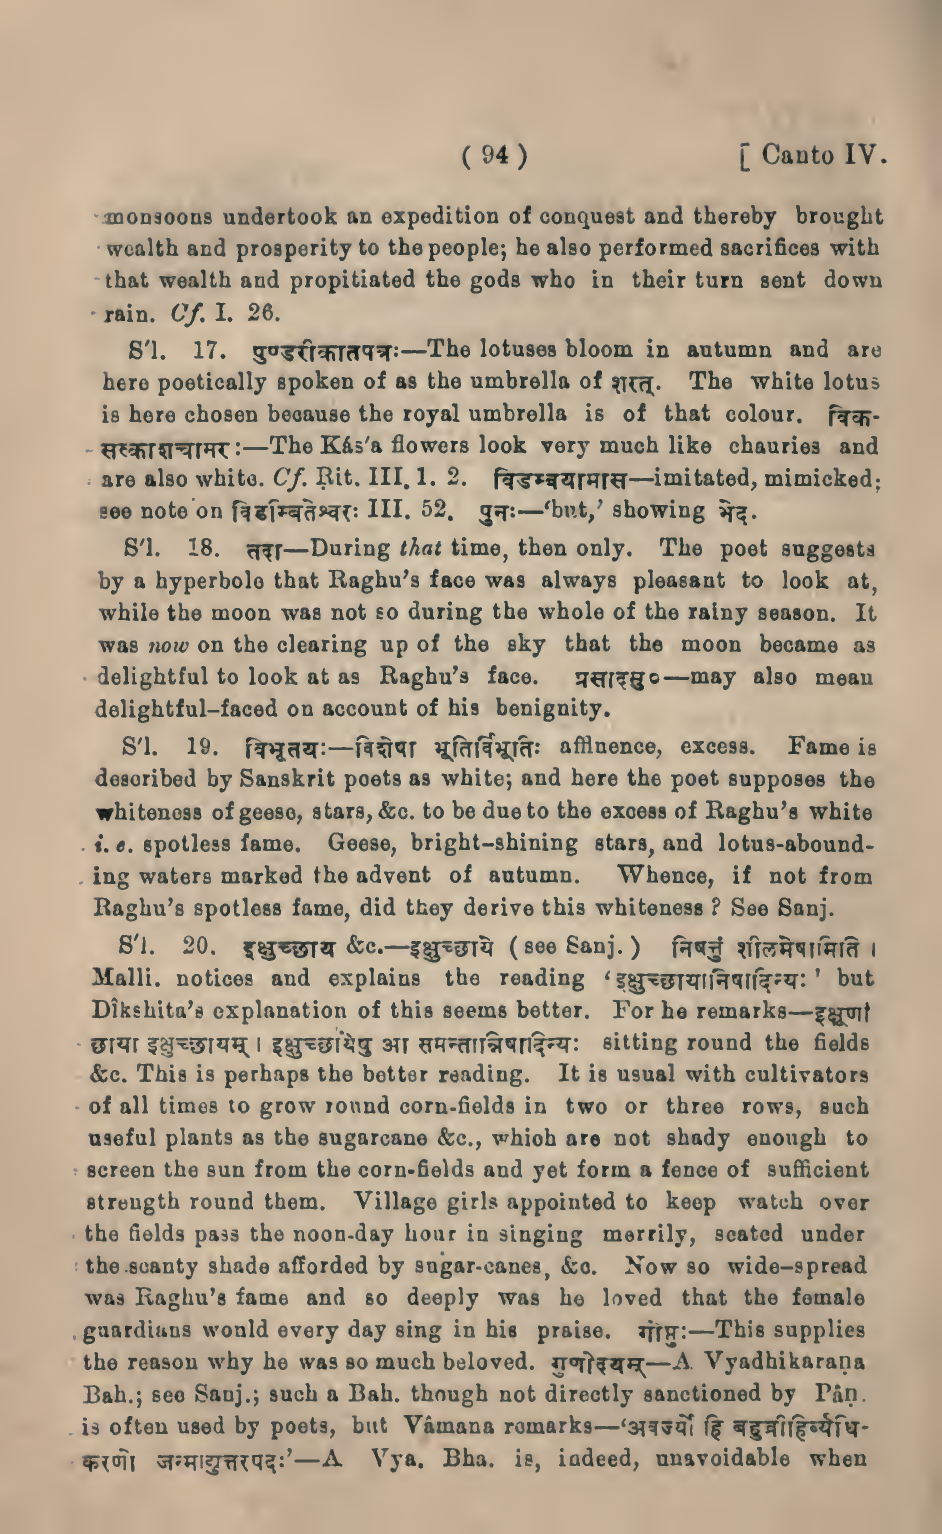 ( 94 ) [ Canto IV.
monsoons undertook an expedition of conquest and thereby brought
wealth and prosperity to the people; he also performed sacrifices with
that wealth and propitiated the gods who in their turn sent down
rain. Cf. I. 26.
S'l. 17. पुण्डरीकातपत्रः—The lotuses bloom in autumn and are
here poetically spoken of as the umbrella of शरत्. The white lotus
is here chosen because the royal umbrella is of that colour. विक-
सत्काशचामरः—The Kâs'a flowers look very much like chauries and
are also white. Cf. Ṛit. III. 1. 2. विडम्बयामास—imitated, mimicked;
see note on विडम्बितेश्वरः III. 52. पुनः—‘but,’ showing भेद.
S'l. 18. तदा—During that time, then only. The poet suggests
by a hyperbole that Raghu's face was always pleasant to look at,
while the moon was not so during the whole of the rainy season. It
was now on the clearing up of the sky that the moon became as
delightful to look at as Raghu's face. प्रसादसु०—may also mean
delightful-faced on account of his benignity.
S'l. 19. विभूतयः—विशेषा भूतिर्विभूतिः affluence, excess. Fame is
described by Sanskrit poets as white; and here the poet supposes the
whiteness of geese, stars, &c. to be due to the excess of Raghu's white
i. e. spotless fame. Geese, bright-shining stars, and lotus-abound-
ing waters marked the advent of autumn. Whence, if not from
Raghu's spotless fame, did they derive this whiteness ? See Sanj.
S'l. 20. इक्षुच्छाय &c.—इक्षुच्छाये ( see Sanj. ) निषत्तुं शीलमेषामिति ।
Malli. notices and explains the reading ‘इक्षुच्छायानिषादिन्यः’ but
Dîkshita's explanation of this seems better. For he remarks—इक्षूणां
छाया इक्षुच्छायम् । इक्षुच्छायेषु आ समन्तान्निषादिन्यः sitting round the fields
&c. This is perhaps the better reading. It is usual with cultivators
of all times to grow round corn-fields in two or three rows, such
useful plants as the sugarcane &c., which are not shady enough to
screen the sun from the corn-fields and yet form a fence of sufficient
strength round them. Village girls appointed to keep watch over
the fields pass the noon-day hour in singing merrily, seated under
the scanty shade afforded by sugar-canes, &c. Now so wide-spread
was Raghu's fame and so deeply was he loved that the female
guardians would every day sing in his praise. गोप्तुः—This supplies
the reason why he was so much beloved. गुणोदयम्—A Vyadhikaraṇa
Bah.; see Sanj.; such a Bah. though not directly sanctioned by Pâṇ.
is often used by poets, but Vâmana remarks—‘अवर्ज्यो हि बहुव्रीहिर्व्यधि-
करणो जन्माद्युत्तरपदः’—A Vya. Bha. is, indeed, unavoidable when